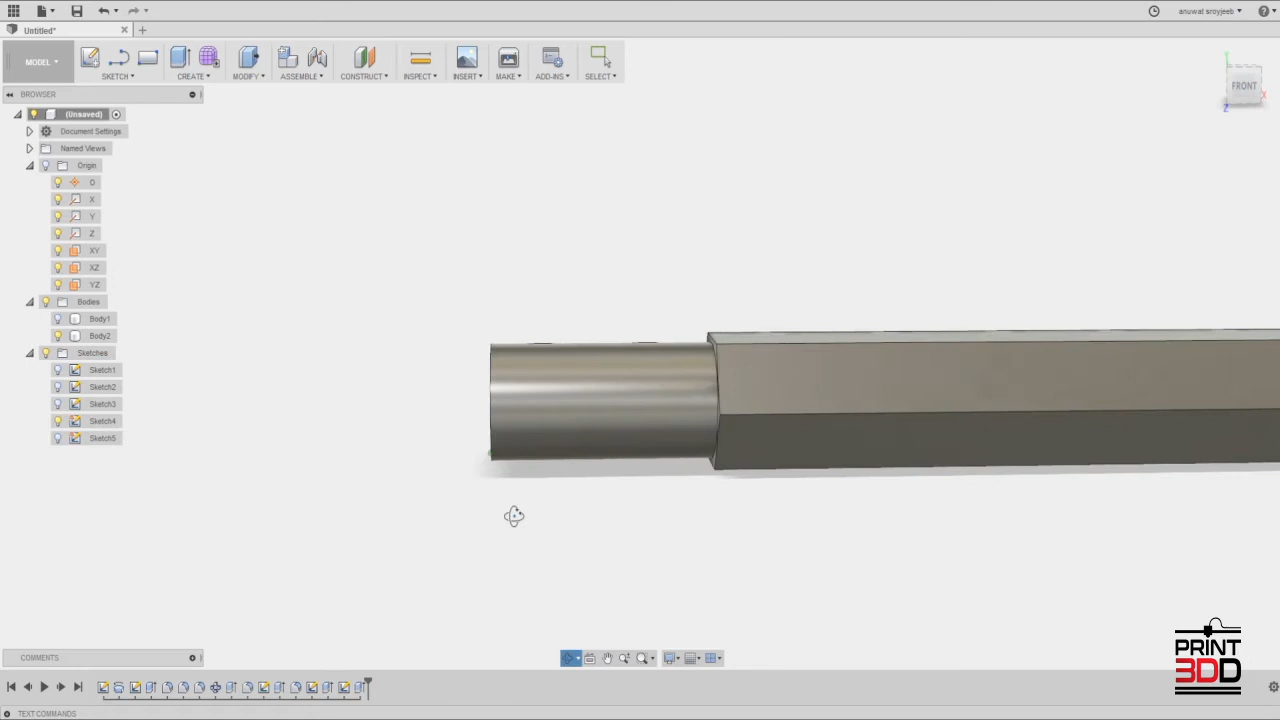 anuwat sroyjeeb
Untitled*
MODEL
SKETCH
CREATE
MODIFY
ASSEMBLE
CONSTRUCT
INSPECT
INSERT
MAKE
ADD-INS
SELECT
BROWSER
(Unsaved)
Document Settings
Named Views
Origin
O
X
Y
Z
XY
XZ
YZ
Bodies
Body1
Body2
Sketches
Sketch1
Sketch2
Sketch3
Sketch4
Sketch5
FRONT
Y
X
Z
COMMENTS
TEXT COMMANDS
PRINT
3DD